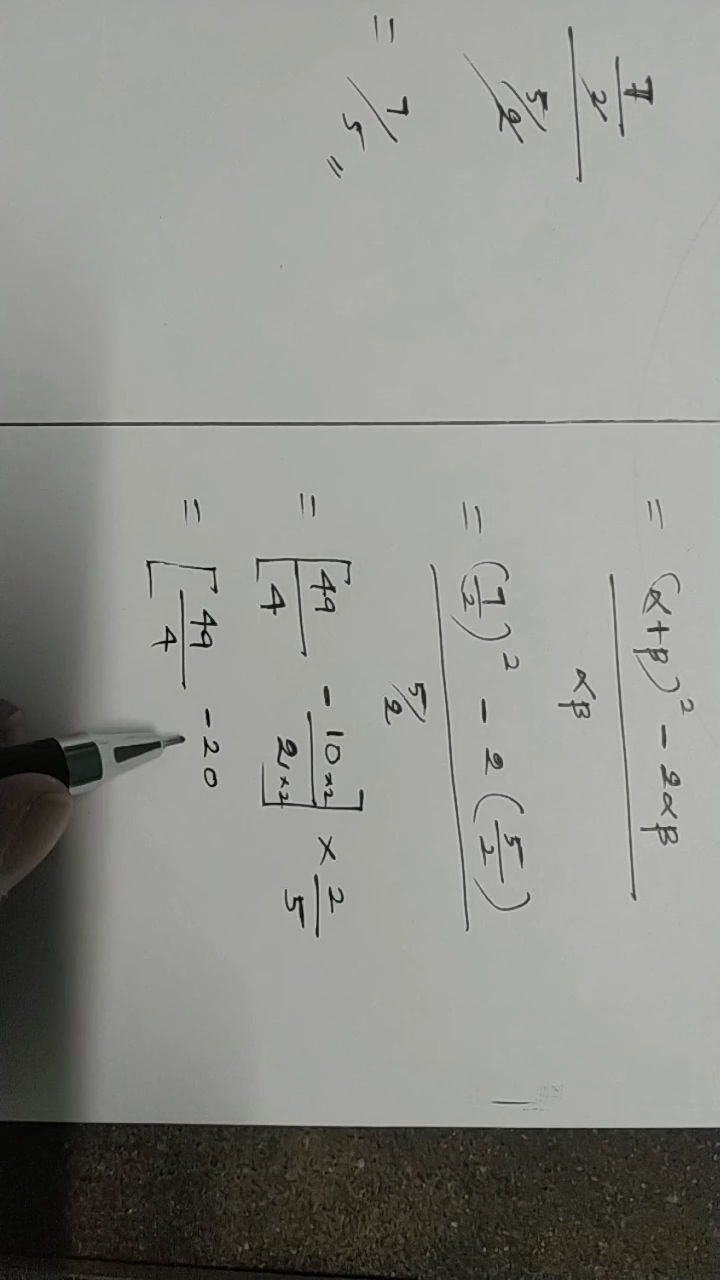 7/2
5/2
= 7/5 =
= (α+β)² - 2αβ
αβ
= (7/2)² - 2(5/2)
5/2
= [49/4 - 10×2/2×2] × 2/5
= [49/4 - 20